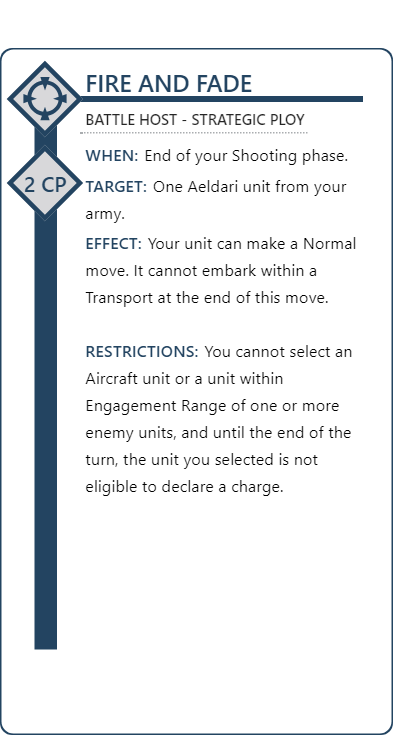 FIRE AND FADE
BATTLE HOST - STRATEGIC PLOY
2 CP
WHEN: End of your Shooting phase.
TARGET: One Aeldari unit from your
army.
EFFECT: Your unit can make a Normal
move. It cannot embark within a
Transport at the end of this move.
RESTRICTIONS: You cannot select an
Aircraft unit or a unit within
Engagement Range of one or more
enemy units, and until the end of the
turn, the unit you selected is not
eligible to declare a charge.